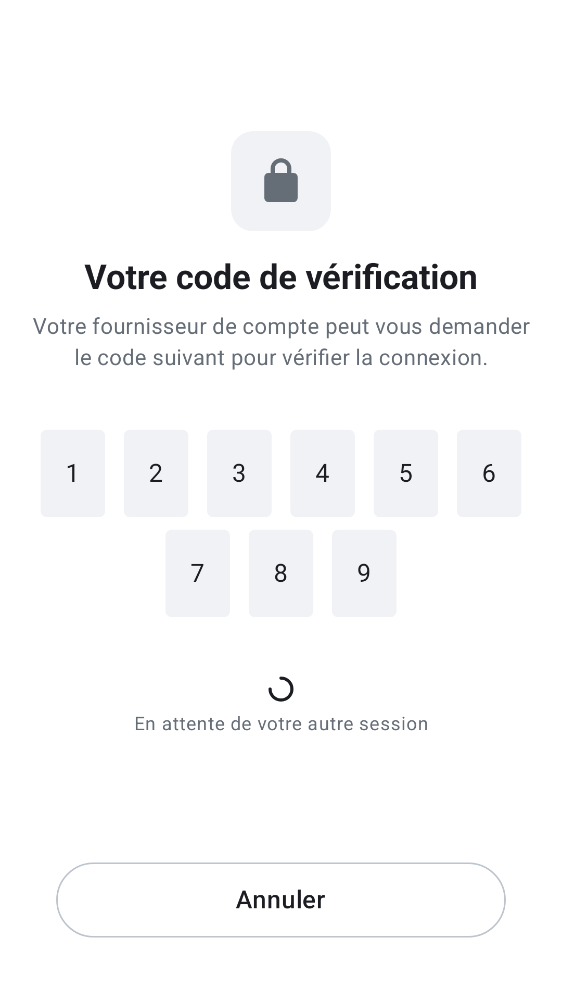 Votre code de vérification
Votre fournisseur de compte peut vous demander
le code suivant pour vérifier la connexion.
1 2 3 4 5 6
7 8 9
En attente de votre autre session
Annuler